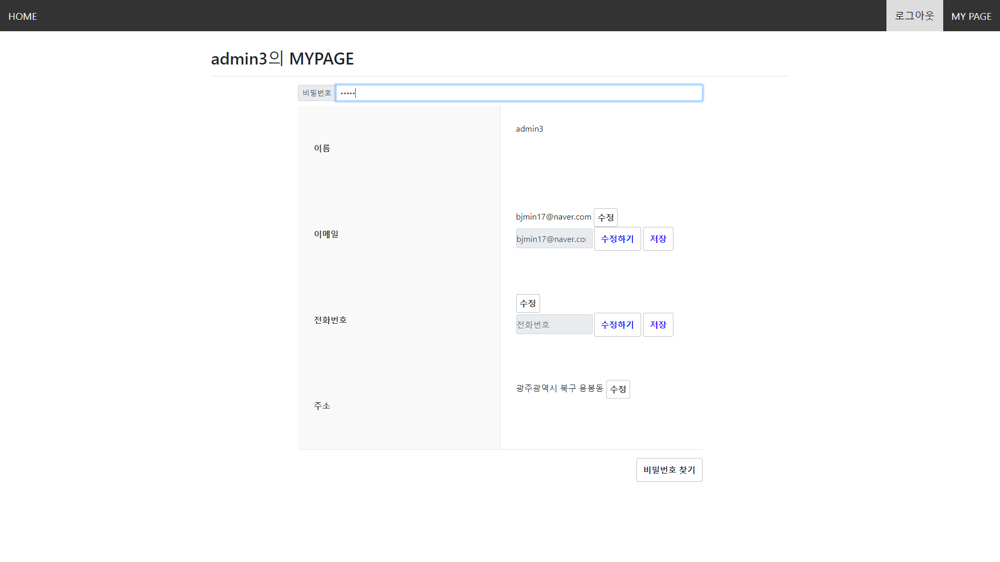 HOME 로그아웃 MY PAGE
admin3의 MYPAGE
비밀번호 •••••
이름 admin3
bjmin17@naver.com 수정
이메일
bjmin17@naver.co 수정하기 저장
수정
전화번호
전화번호 수정하기 저장
광주광역시 북구 용봉동 수정
주소
비밀번호 찾기